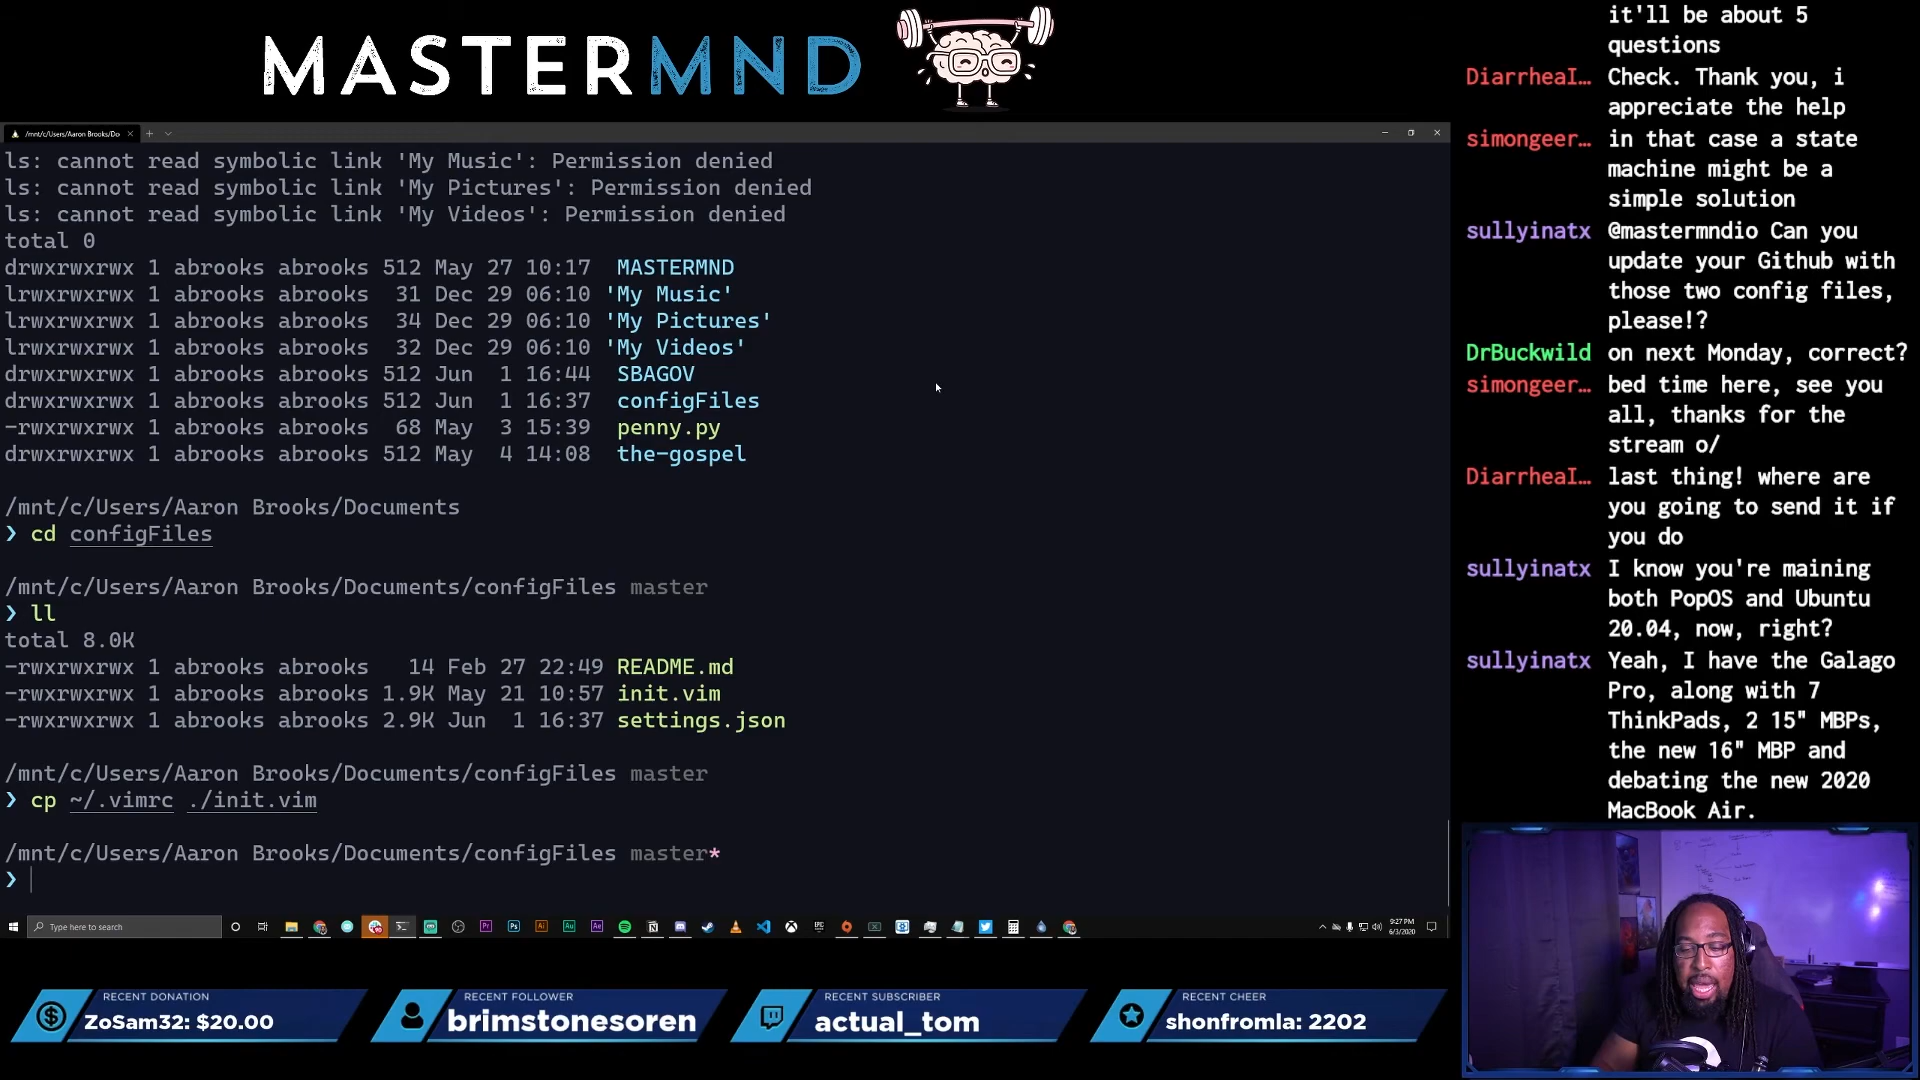 MASTERMND
/mnt/c/Users/Aaron Brooks/Do
ls: cannot read symbolic link 'My Music': Permission denied
ls: cannot read symbolic link 'My Pictures': Permission denied
ls: cannot read symbolic link 'My Videos': Permission denied
total 0
drwxrwxrwx 1 abrooks abrooks 512 May 27 10:17  MASTERMND
lrwxrwxrwx 1 abrooks abrooks  31 Dec 29 06:10 'My Music'
lrwxrwxrwx 1 abrooks abrooks  34 Dec 29 06:10 'My Pictures'
lrwxrwxrwx 1 abrooks abrooks  32 Dec 29 06:10 'My Videos'
drwxrwxrwx 1 abrooks abrooks 512 Jun  1 16:44  SBAGOV
drwxrwxrwx 1 abrooks abrooks 512 Jun  1 16:37  configFiles
-rwxrwxrwx 1 abrooks abrooks  68 May  3 15:39  penny.py
drwxrwxrwx 1 abrooks abrooks 512 May  4 14:08  the-gospel
/mnt/c/Users/Aaron Brooks/Documents
❯ cd configFiles
/mnt/c/Users/Aaron Brooks/Documents/configFiles master
❯ ll
total 8.0K
-rwxrwxrwx 1 abrooks abrooks   14 Feb 27 22:49 README.md
-rwxrwxrwx 1 abrooks abrooks 1.9K May 21 10:57 init.vim
-rwxrwxrwx 1 abrooks abrooks 2.9K Jun  1 16:37 settings.json
/mnt/c/Users/Aaron Brooks/Documents/configFiles master
❯ cp ~/.vimrc ./init.vim
/mnt/c/Users/Aaron Brooks/Documents/configFiles master*
❯
Type here to search
9:27 PM
6/3/2020
it'll be about 5
questions
DiarrheaI… Check. Thank you, i
appreciate the help
simongeer… in that case a state
machine might be a
simple solution
sullyinatx @mastermndio Can you
update your Github with
those two config files,
please!?
DrBuckwild on next Monday, correct?
simongeer… bed time here, see you
all, thanks for the
stream o/
DiarrheaI… last thing! where are
you going to send it if
you do
sullyinatx I know you're maining
both PopOS and Ubuntu
20.04, now, right?
sullyinatx Yeah, I have the Galago
Pro, along with 7
ThinkPads, 2 15" MBPs,
the new 16" MBP and
debating the new 2020
MacBook Air.
RECENT DONATION
ZoSam32: $20.00
RECENT FOLLOWER
brimstonesoren
RECENT SUBSCRIBER
actual_tom
RECENT CHEER
shonfromla: 2202